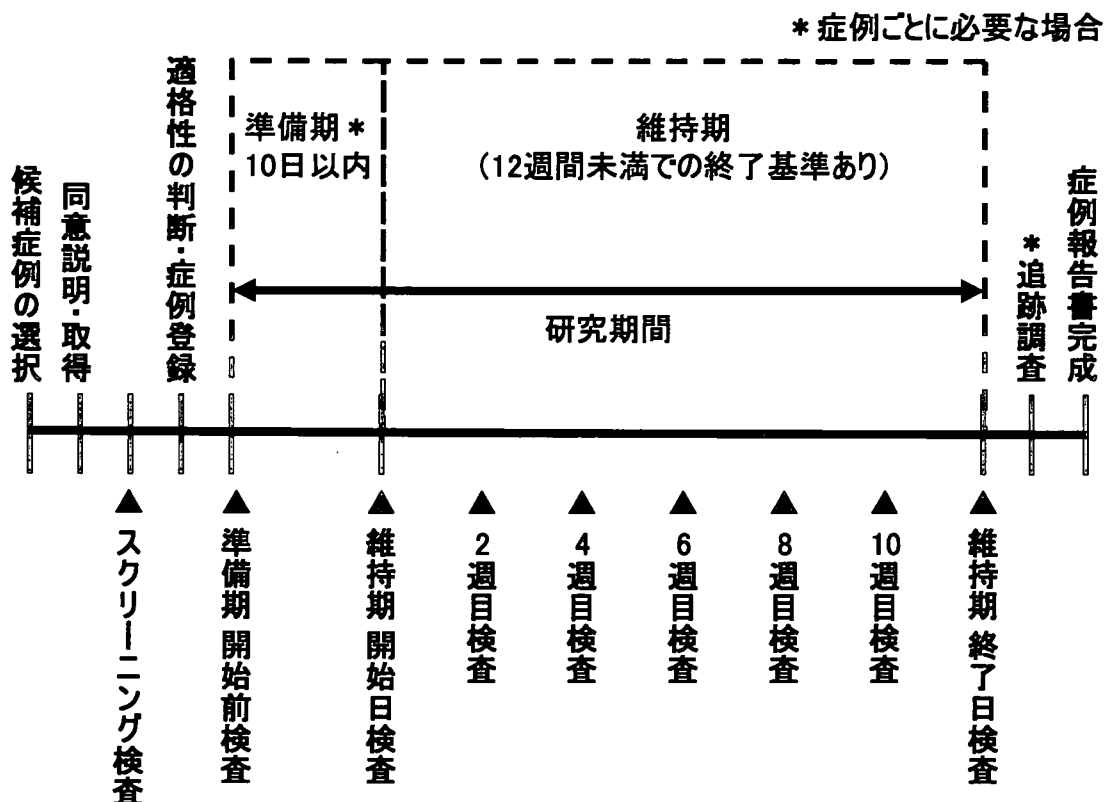 *症例ごとに必要な場合
候補症例の選択
同意説明・取得
適格性の判断・症例登録
準備期*
10日以内
維持期
(12週間未満での終了基準あり)
研究期間
*追跡調査
症例報告書完成
スクリーニング検査
準備期 開始前検査
維持期 開始日検査
2週目検査
4週目検査
6週目検査
8週目検査
10週目検査
維持期 終了日検査